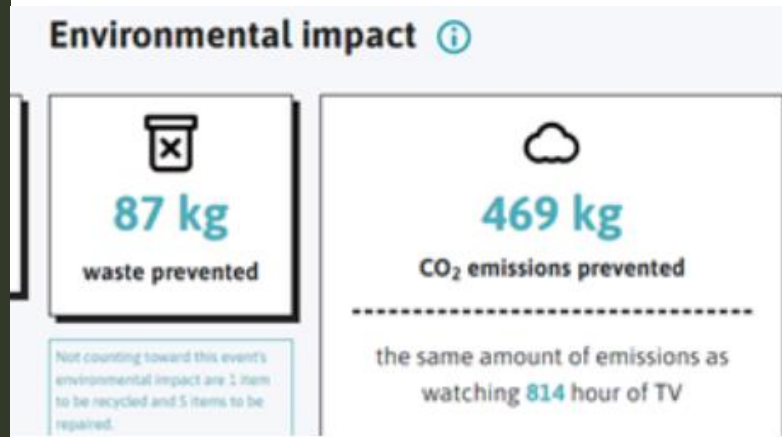 Environmental impact
87 kg
waste prevented
Not counting toward this event's
environmental impact are 1 item
to be recycled and 5 items to be
repaired.
469 kg
CO₂ emissions prevented
the same amount of emissions as
watching 814 hour of TV